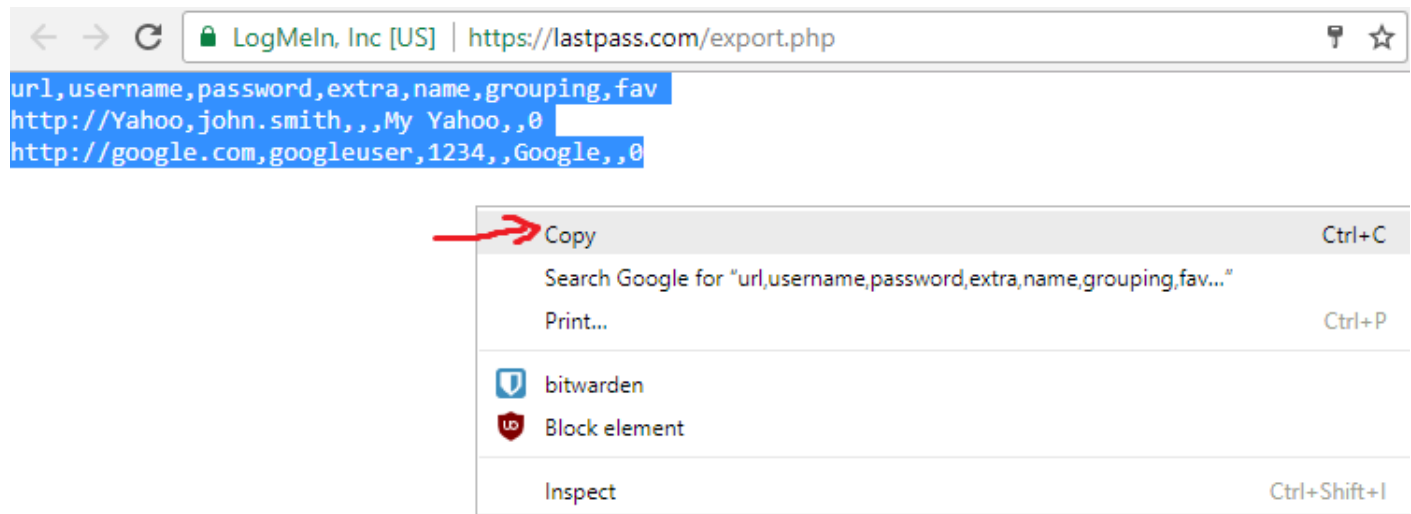 LogMeIn, Inc [US] | https://lastpass.com/export.php
url,username,password,extra,name,grouping,fav
http://Yahoo,john.smith,,,My Yahoo,,0
http://google.com,googleuser,1234,,Google,,0
Copy Ctrl+C
Search Google for “url,username,password,extra,name,grouping,fav...”
Print... Ctrl+P
bitwarden
Block element
Inspect Ctrl+Shift+I